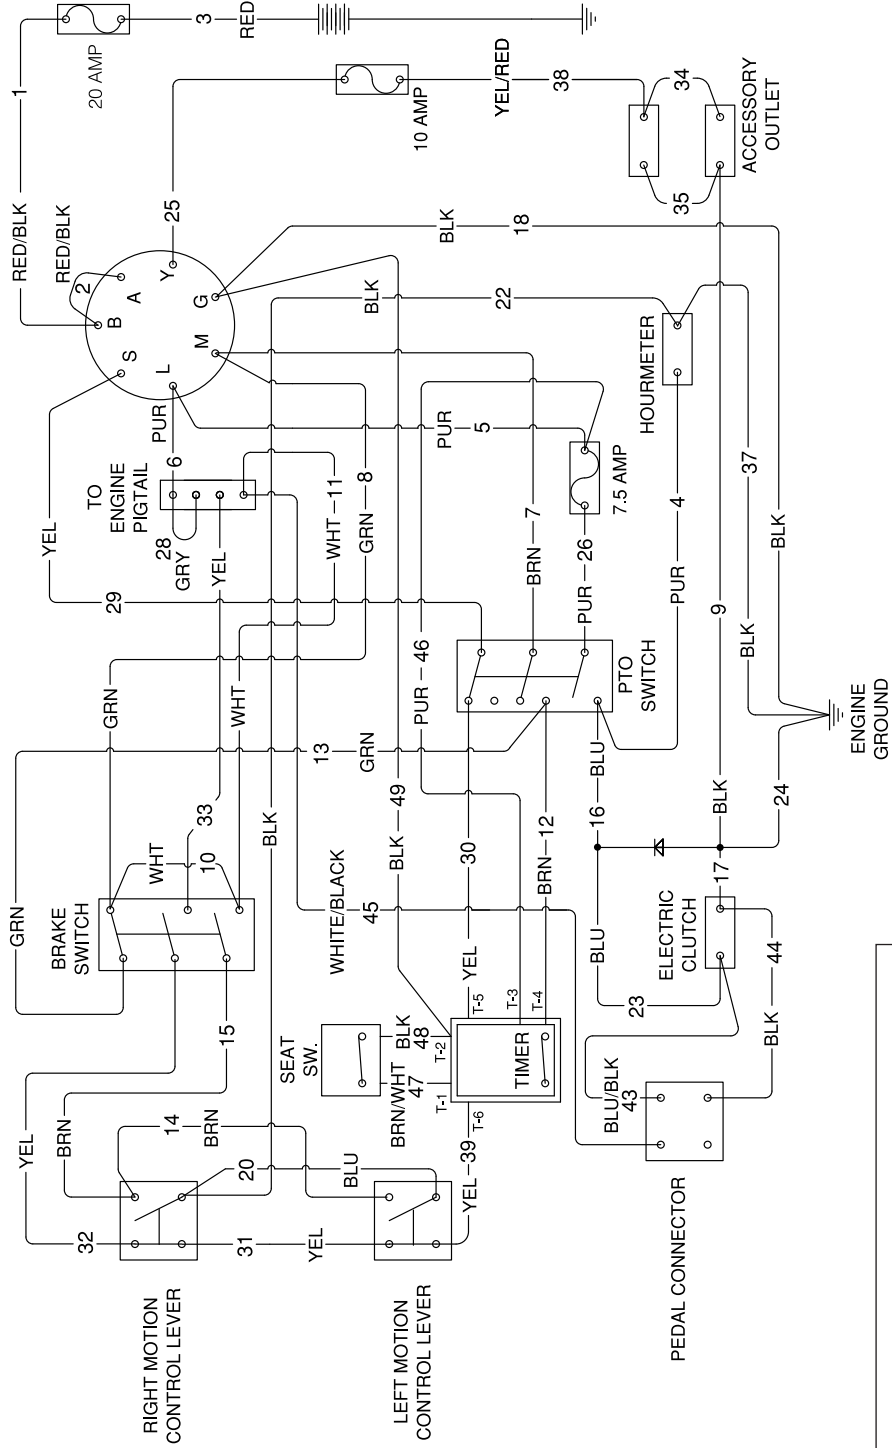 1
RED/BLK
20 AMP
3
RED
2
RED/BLK
25
10 AMP
YEL/RED
38
34
35
ACCESSORY
OUTLET
S
B
A
Y
L
M
G
PUR
6
BLK
18
BLK
22
PUR
5
7.5 AMP
HOURMETER
TO
ENGINE
PIGTAIL
28
GRY
YEL
WHT
11
GRN
8
YEL
29
BRN
7
PUR
26
PUR
4
37
BLK
BLK
9
PUR
46
PTO
SWITCH
GRN
WHT
13
GRN
BLU
16
ENGINE
GROUND
BLK
24
33
BLK
BLK
49
30
BRN
12
WHT
10
GRN
BRAKE
SWITCH
WHITE/BLACK
45
YEL
BLU
ELECTRIC
CLUTCH
17
23
44
BLK
15
SEAT
SW.
BLK
48
BRN/WHT
47
T-1
T-2
T-3
T-4
T-5
T-6
TIMER
BLU/BLK
43
PEDAL CONNECTOR
YEL
BRN
14
BRN
20
BLU
YEL
39
32
31
YEL
RIGHT MOTION
CONTROL LEVER
LEFT MOTION
CONTROL LEVER